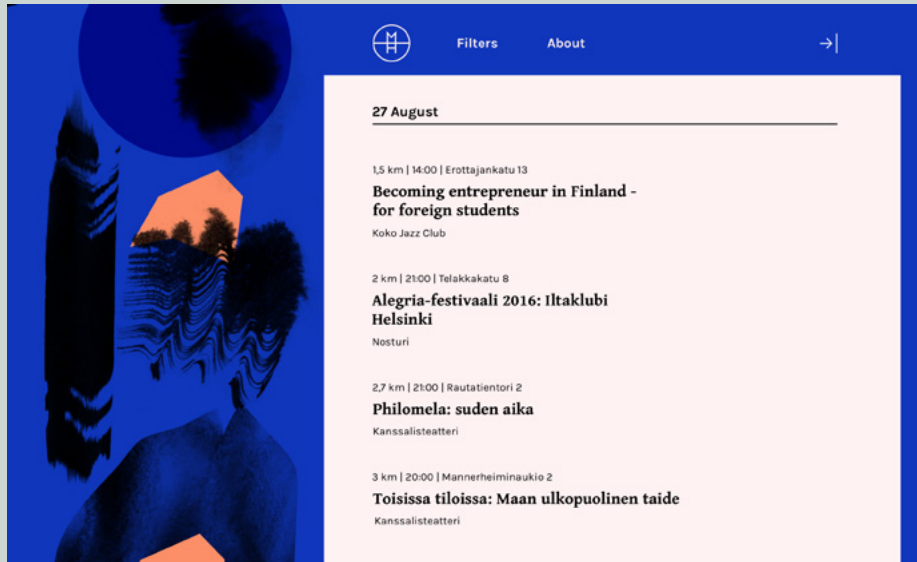 MH
Filters
About
27 August
1,5 km | 14:00 | Erottajankatu 13
Becoming entrepreneur in Finland -
for foreign students
Koko Jazz Club
2 km | 21:00 | Telakkakatu 8
Alegria-festivaali 2016: Iltaklubi
Helsinki
Nosturi
2,7 km | 21:00 | Rautatientori 2
Philomela: suden aika
Kanssalisteatteri
3 km | 20:00 | Mannerheiminaukio 2
Toisissa tiloissa: Maan ulkopuolinen taide
Kanssalisteatteri